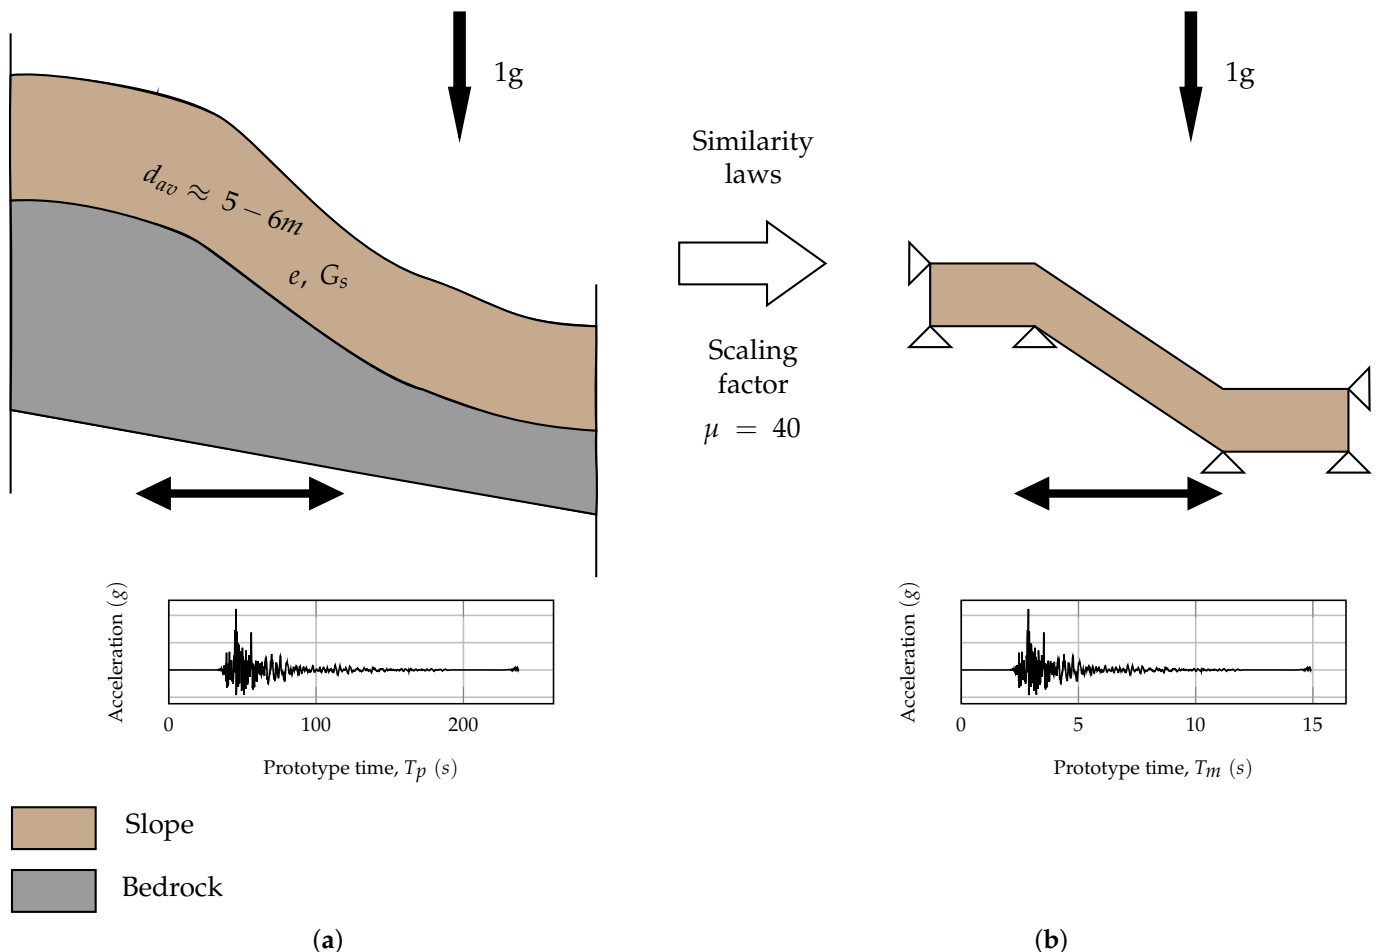 1g
1g
Similarity
laws
d_av ≈ 5 − 6m
e, G_s
Scaling
factor
μ = 40
Acceleration (g)
0
100
200
Prototype time, T_p (s)
Acceleration (g)
0
5
10
15
Prototype time, T_m (s)
Slope
Bedrock
(a)
(b)